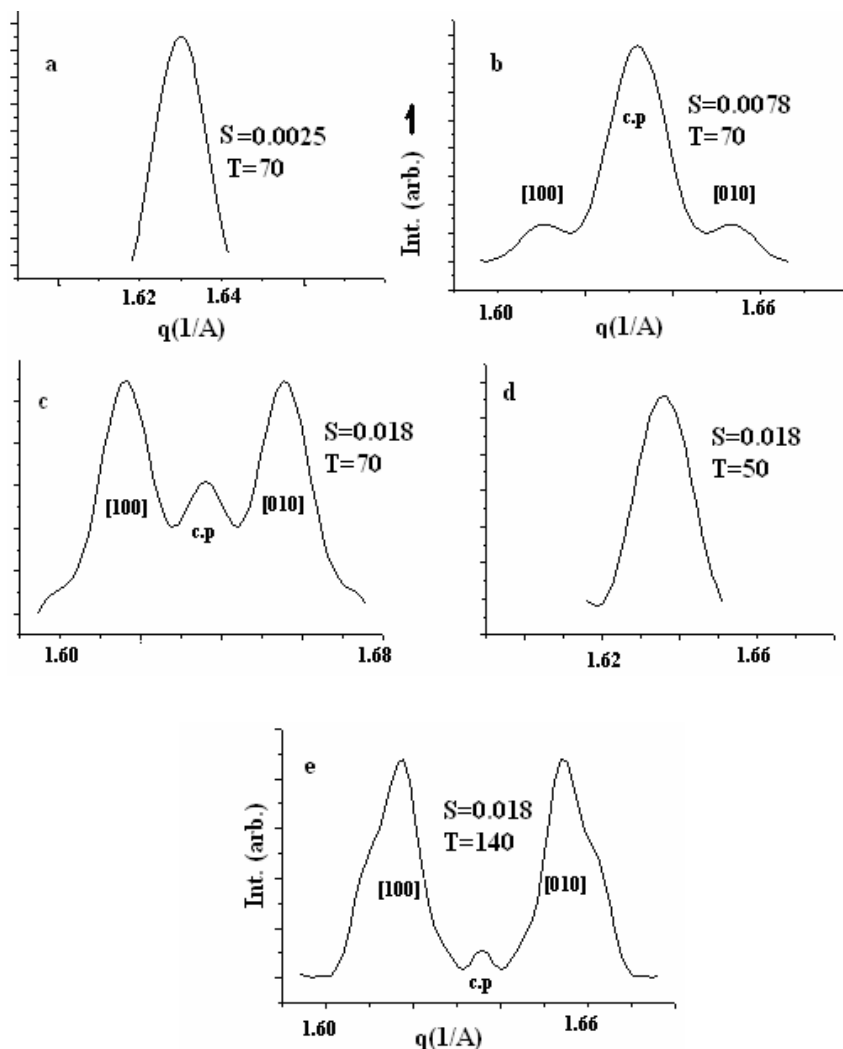 a
S=0.0025
T=70
1.62
1.64
q(1/A)
b
Int. (arb.)
c.p
S=0.0078
T=70
[100]
[010]
1.60
1.66
q(1/A)
c
S=0.018
T=70
[100]
c.p
[010]
1.60
1.68
d
S=0.018
T=50
1.62
1.66
e
Int. (arb.)
S=0.018
T=140
[100]
[010]
c.p
1.60
1.66
q(1/A)